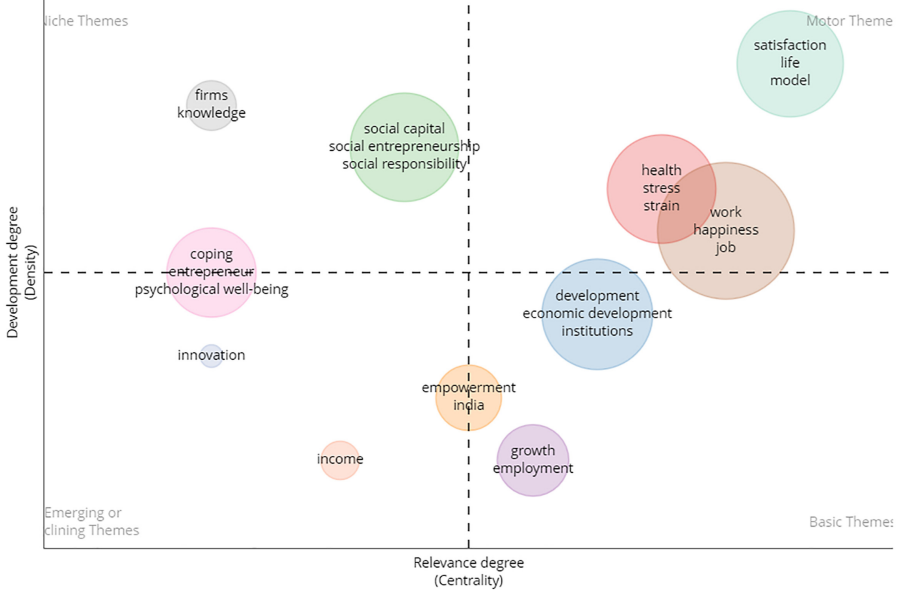 Niche Themes
Motor Theme
satisfaction
life
model
firms
knowledge
social capital
social entrepreneurship
social responsibility
health
stress
strain
work
happiness
job
coping
entrepreneur
psychological well-being
development
economic development
institutions
innovation
empowerment
india
income
growth
employment
Emerging or
clining Themes
Basic Themes
Development degree
(Density)
Relevance degree
(Centrality)